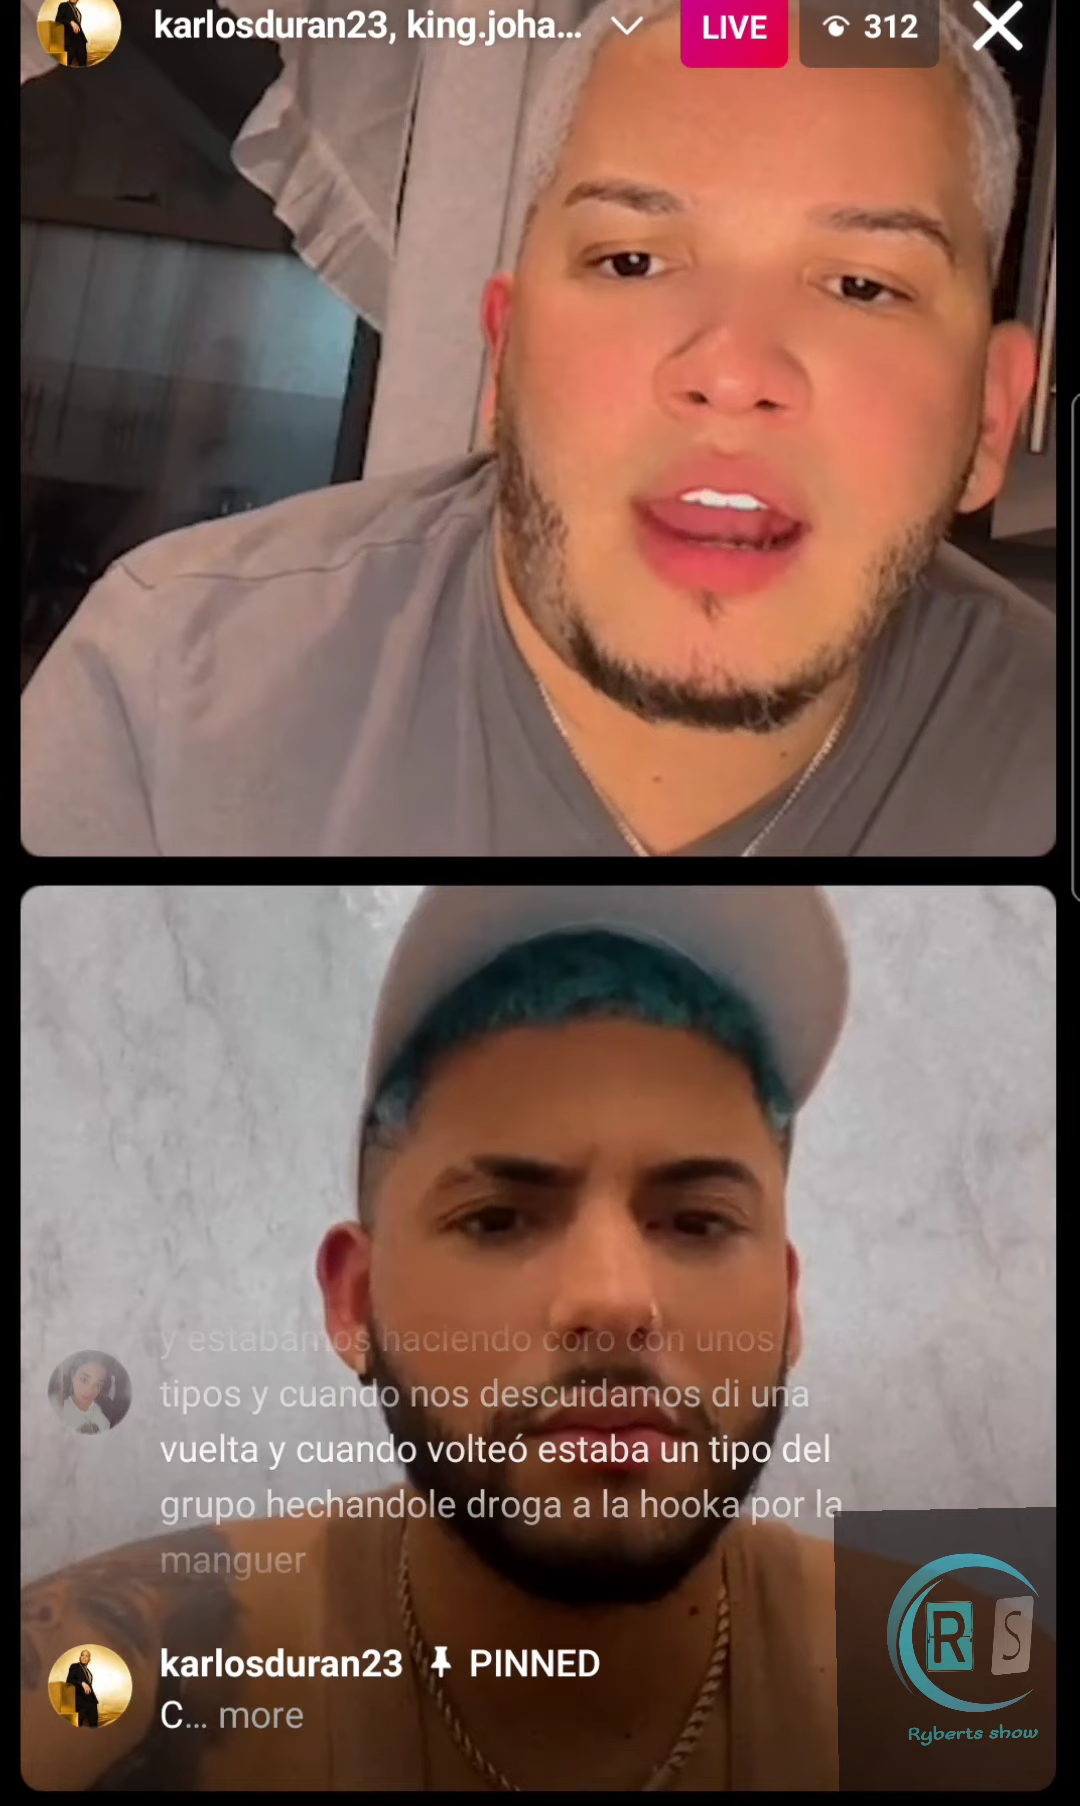 karlosduran23, king.joha...
LIVE
312
y estabamos haciendo coro con unos
tipos y cuando nos descuidamos di una
vuelta y cuando volteó estaba un tipo del
grupo hechandole droga a la hooka por la
manguer
karlosduran23 PINNED
C... more
R S
Ryberts show